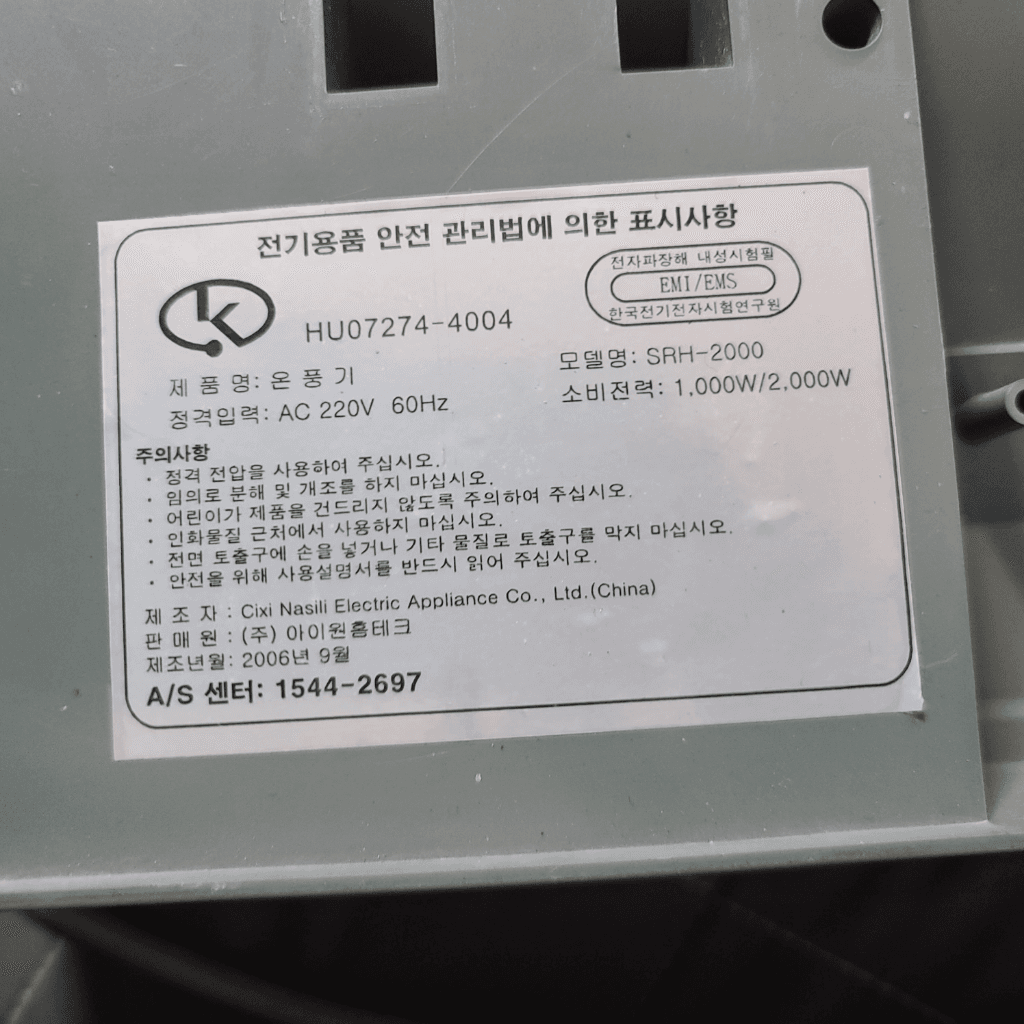 전기용품 안전 관리법에 의한 표시사항
전자파장해 내성시험필
EMI/EMS
한국전기전자시험연구원
HU07274-4004
제 품 명: 온 풍 기
모델명: SRH-2000
정격입력: AC 220V 60Hz
소비전력: 1,000W/2,000W
주의사항
· 정격 전압을 사용하여 주십시오.
· 임의로 분해 및 개조를 하지 마십시오.
· 어린이가 제품을 건드리지 않도록 주의하여 주십시오.
· 인화물질 근처에서 사용하지 마십시오.
· 전면 토출구에 손을 넣거나 기타 물질로 토출구를 막지 마십시오.
· 안전을 위해 사용설명서를 반드시 읽어 주십시오.
제 조 자 : Cixi Nasili Electric Appliance Co., Ltd.(China)
판 매 원 : (주) 아이원홈테크
제조년월: 2006년 9월
A/S 센터: 1544-2697